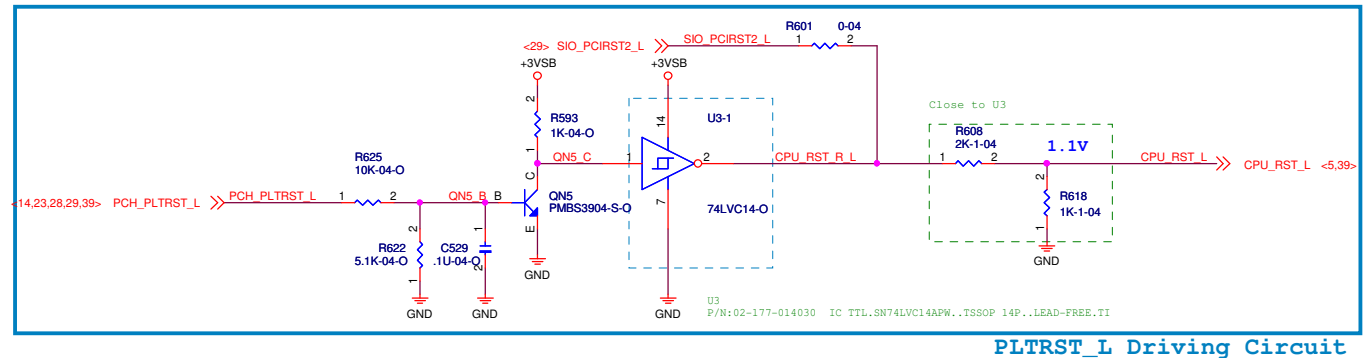 R601 0-04
<29> SIO_PCIRST2_L SIO_PCIRST2_L 1 2
+3VSB +3VSB
Close to U3
2 R593 1K-04-O 1
14 U3-1
R608 2K-1-04
1.1V
QN5_C 1 2 CPU_RST_R_L 1 2 CPU_RST_L CPU_RST_L <5,39>
R625 10K-04-O
C
2 R618 1K-1-04 1
<14,23,28,29,39> PCH_PLTRST_L PCH_PLTRST_L 1 2 QN5_B B QN5 PMBS3904-S-O
7 74LVC14-O
E
2 R622 5.1K-04-O 1
1 C529 .1U-04-O 2
GND
GND
GND GND GND
U3
P/N:02-177-014030 IC TTL.SN74LVC14APW..TSSOP 14P..LEAD-FREE.TI
PLTRST_L Driving Circuit